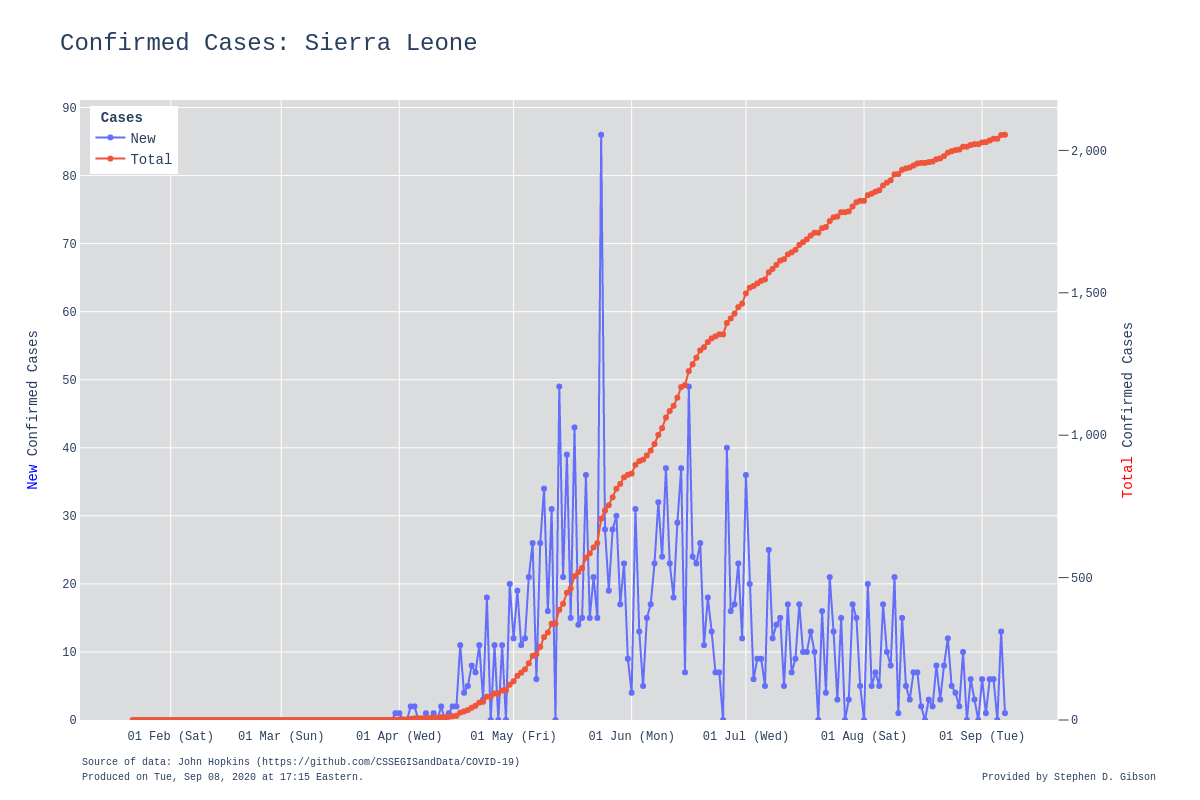 Confirmed Cases: Sierra Leone
Cases
New
Total
90
80
70
60
50
40
30
20
10
0
New Confirmed Cases
2,000
1,500
1,000
500
0
Total Confirmed Cases
01 Feb (Sat) 01 Mar (Sun) 01 Apr (Wed) 01 May (Fri) 01 Jun (Mon) 01 Jul (Wed) 01 Aug (Sat) 01 Sep (Tue)
Source of data: John Hopkins (https://github.com/CSSEGISandData/COVID-19)
Produced on Tue, Sep 08, 2020 at 17:15 Eastern.
Provided by Stephen D. Gibson